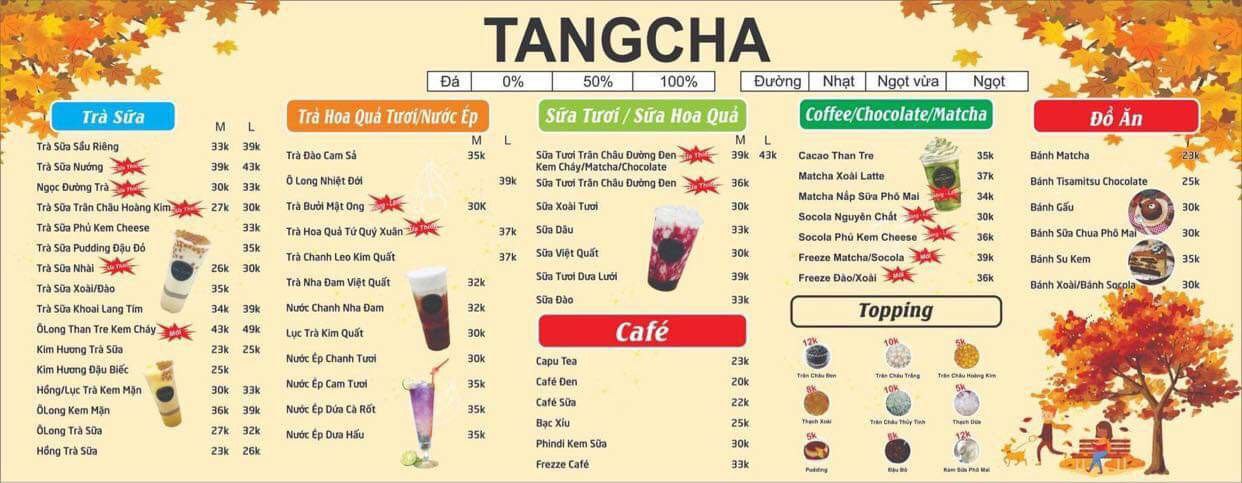 TANGCHA
Đá 0% 50% 100%
Đường Nhạt Ngọt vừa Ngọt
Trà Sữa
M L
Trà Sữa Sầu Riêng 33k 39k
Trà Sữa Nướng 39k 43k
Ngọc Đường Trà 30k 33k
Trà Sữa Trân Châu Hoàng Kim 27k 30k
Trà Sữa Phủ Kem Cheese 33k
Trà Sữa Pudding Đậu Đỏ 35k
Trà Sữa Nhài 26k 30k
Trà Sữa Xoài/Đào 35k
Trà Sữa Khoai Lang Tím 34k 39k
ÔLong Than Tre Kem Cháy Mới 43k 49k
Kim Hương Trà Sữa 23k 25k
Kim Hương Đậu Biếc 25k
Hồng/Lục Trà Kem Mặn 30k 33k
ÔLong Kem Mặn 36k 39k
ÔLong Trà Sữa 27k 32k
Hồng Trà Sữa 23k 26k
Trà Hoa Quả Tươi/Nước Ép
M L
Trà Đào Cam Sả 35k
Ô Long Nhiệt Đới 39k
Trà Bưởi Mật Ong 30K
Trà Hoa Quả Tứ Quý Xuân 37k
Trà Chanh Leo Kim Quất 37k
Trà Nha Đam Việt Quất 32k
Nước Chanh Nha Đam 32k
Lục Trà Kim Quất 30k
Nước Ép Chanh Tươi 30k
Nước Ép Cam Tươi 35k
Nước Ép Dứa Cà Rốt 35k
Nước Ép Dưa Hấu 35k
Sữa Tươi / Sữa Hoa Quả
M L
Sữa Tươi Trân Châu Đường Đen 39k 43k
Kem Cháy/Matcha/Chocolate
Sữa Tươi Trân Châu Đường Đen 36k
Sữa Xoài Tươi 30k
Sữa Dâu 33k
Sữa Việt Quất 30k
Sữa Tươi Dưa Lưới 39k
Sữa Đào 33k
Café
Capu Tea 23k
Café Đen 20k
Café Sữa 22k
Bạc Xỉu 25k
Phindi Kem Sữa 30k
Frezze Café 33k
Coffee/Chocolate/Matcha
Cacao Than Tre 35k
Matcha Xoài Latte 37k
Matcha Nắp Sữa Phô Mai 34k
Socola Nguyên Chất 30k
Socola Phủ Kem Cheese 36k
Freeze Matcha/Socola Mới 39k
Freeze Đào/Xoài Mới 36k
Topping
12k 10k 5k
Trân Châu Đen Trân Châu Trắng Trân Châu Hoàng Kim
8k 10k 5k
Thạch Xoài Trân Châu Thủy Tinh Thạch Dừa
5k 8k 12k
Pudding Đậu Đỏ Kem Sữa Phô Mai
Đồ Ăn
Bánh Matcha 23k
Bánh Tisamitsu Chocolate 25k
Bánh Gấu 30k
Bánh Sữa Chua Phô Mai 30k
Bánh Su Kem 35k
Bánh Xoài/Bánh Socola 30k